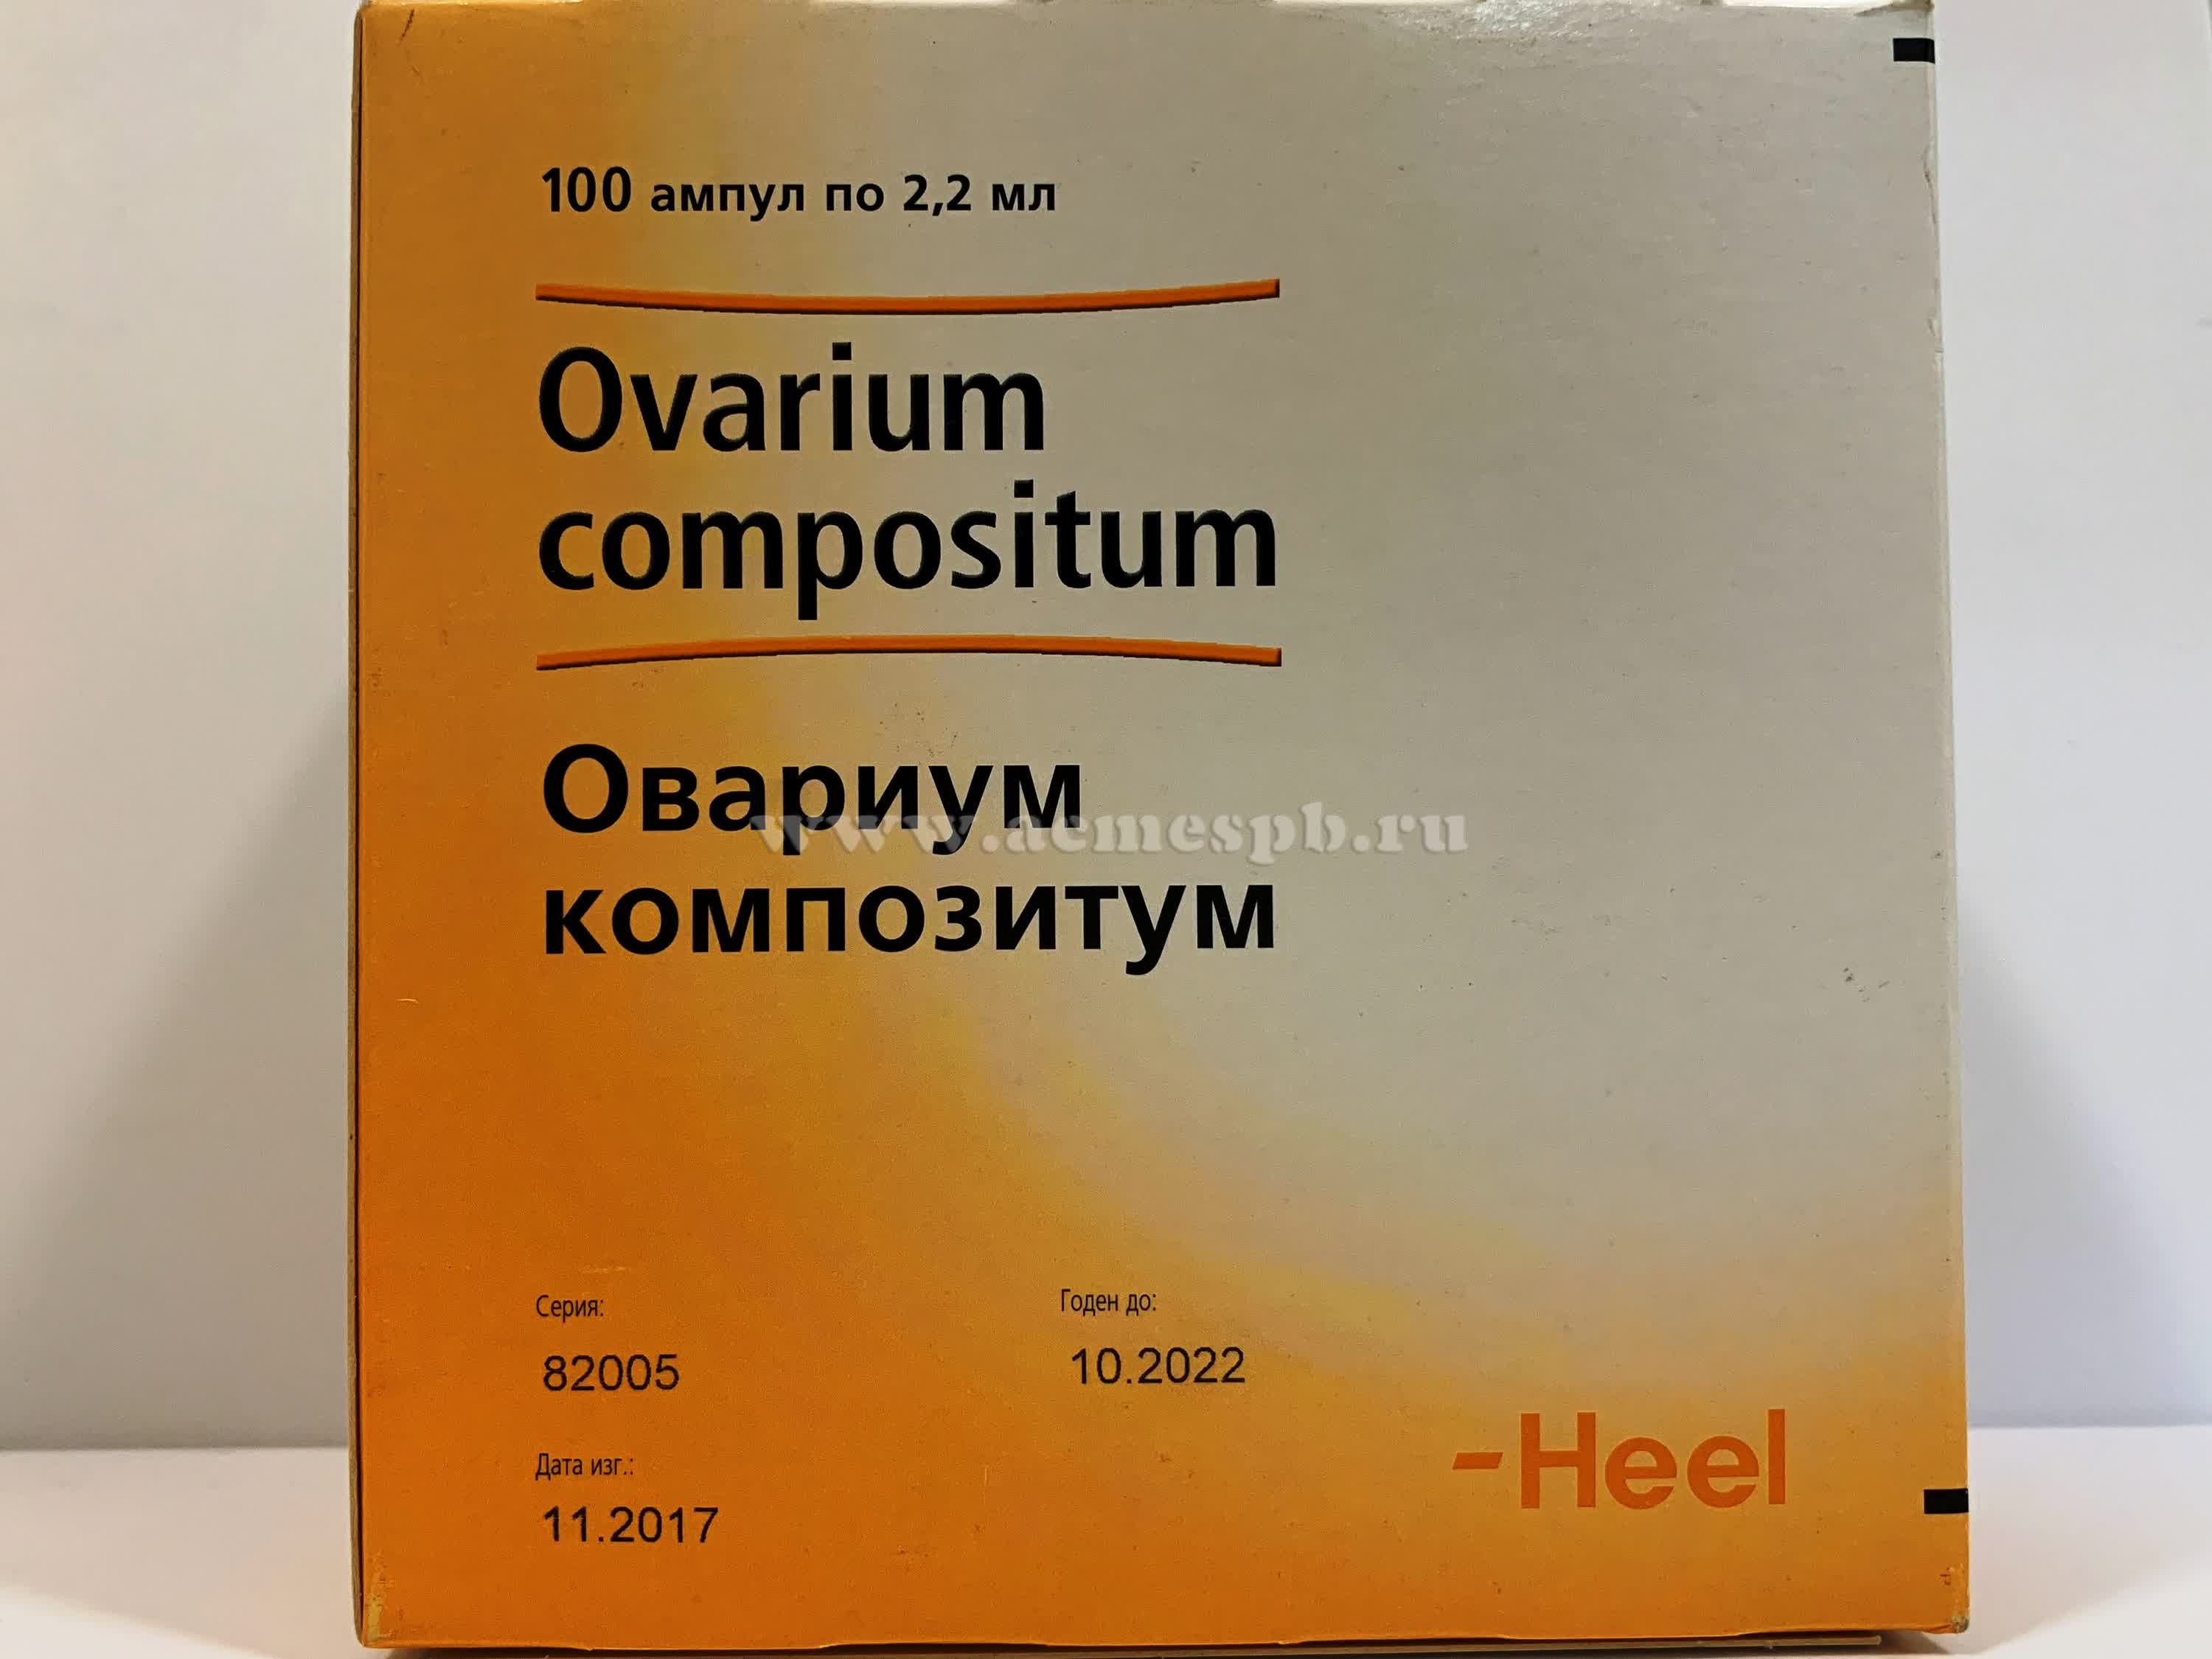 100 ампул по 2,2 мл
Ovarium
compositum
Овариум
www.acmespb.ru
композитум
Серия:
82005
Годен до:
10.2022
Дата изг.:
11.2017
-Heel